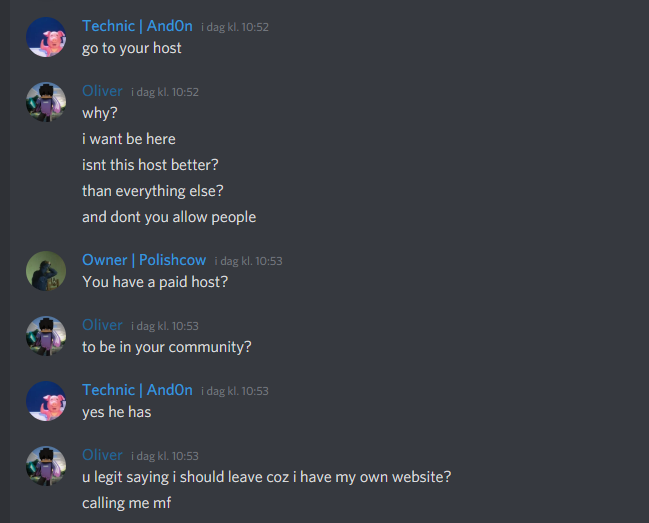 Technic | And0n i dag kl. 10:52
go to your host
Oliver i dag kl. 10:52
why?
i want be here
isnt this host better?
than everything else?
and dont you allow people
Owner | Polishcow i dag kl. 10:53
You have a paid host?
Oliver i dag kl. 10:53
to be in your community?
Technic | And0n i dag kl. 10:53
yes he has
Oliver i dag kl. 10:53
u legit saying i should leave coz i have my own website?
calling me mf